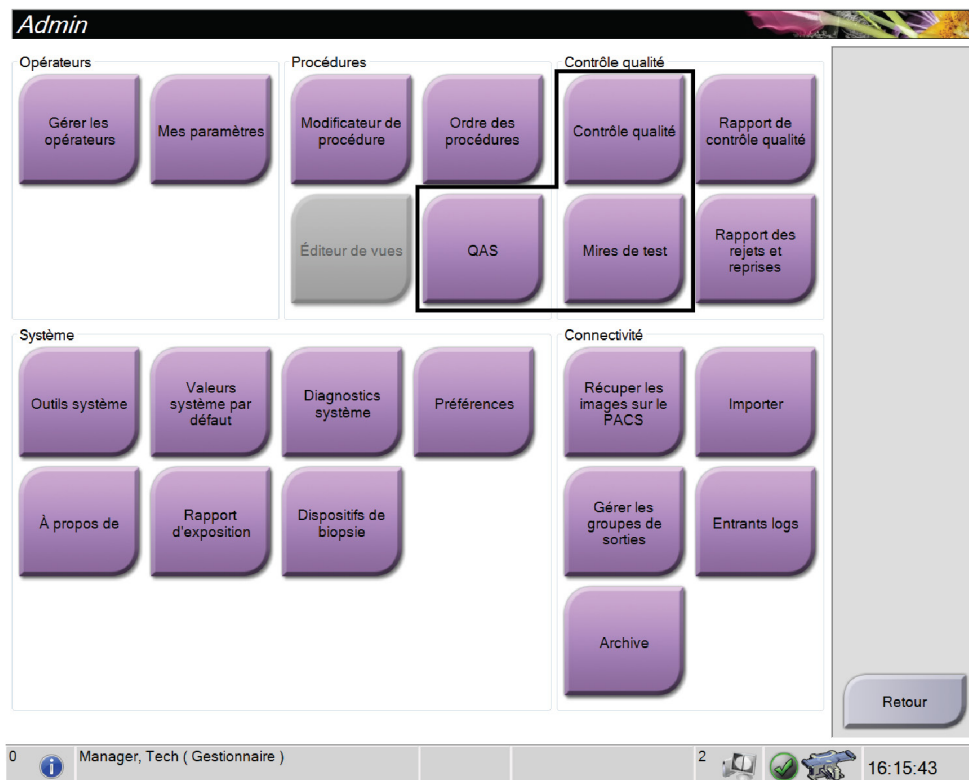 Admin
Opérateurs
Gérer les
opérateurs
Mes paramètres
Procédures
Modificateur de
procédure
Ordre des
procédures
Éditeur de vues
QAS
Contrôle qualité
Contrôle qualité
Rapport de
contrôle qualité
Mires de test
Rapport des
rejets et
reprises
Système
Outils système
Valeurs
système par
défaut
Diagnostics
système
Préférences
À propos de
Rapport
d'exposition
Dispositifs de
biopsie
Connectivité
Récuper les
images sur le
PACS
Importer
Gérer les
groupes de
sorties
Entrants logs
Archive
Retour
0
Manager, Tech ( Gestionnaire )
2
16:15:43